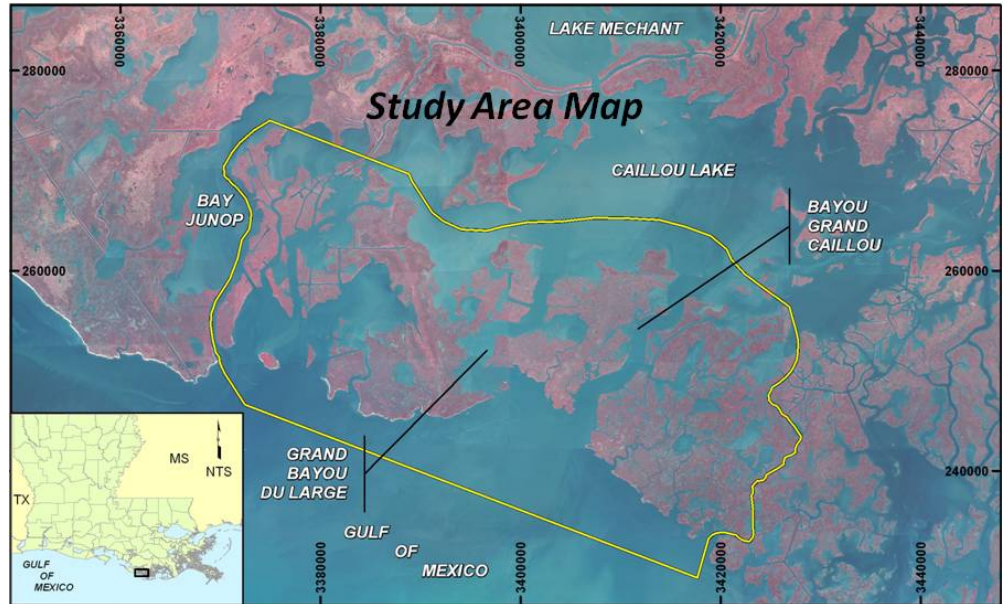 3360000
3380000
3400000
3420000
3440000
LAKE MECHANT
280000
280000
Study Area Map
CAILLOU LAKE
BAY
JUNOP
BAYOU
GRAND
CAILLOU
260000
260000
GRAND
BAYOU
DU LARGE
240000
GULF
OF
MEXICO
MS
NTS
TX
GULF
OF
MEXICO
3380000
3400000
3420000
3440000